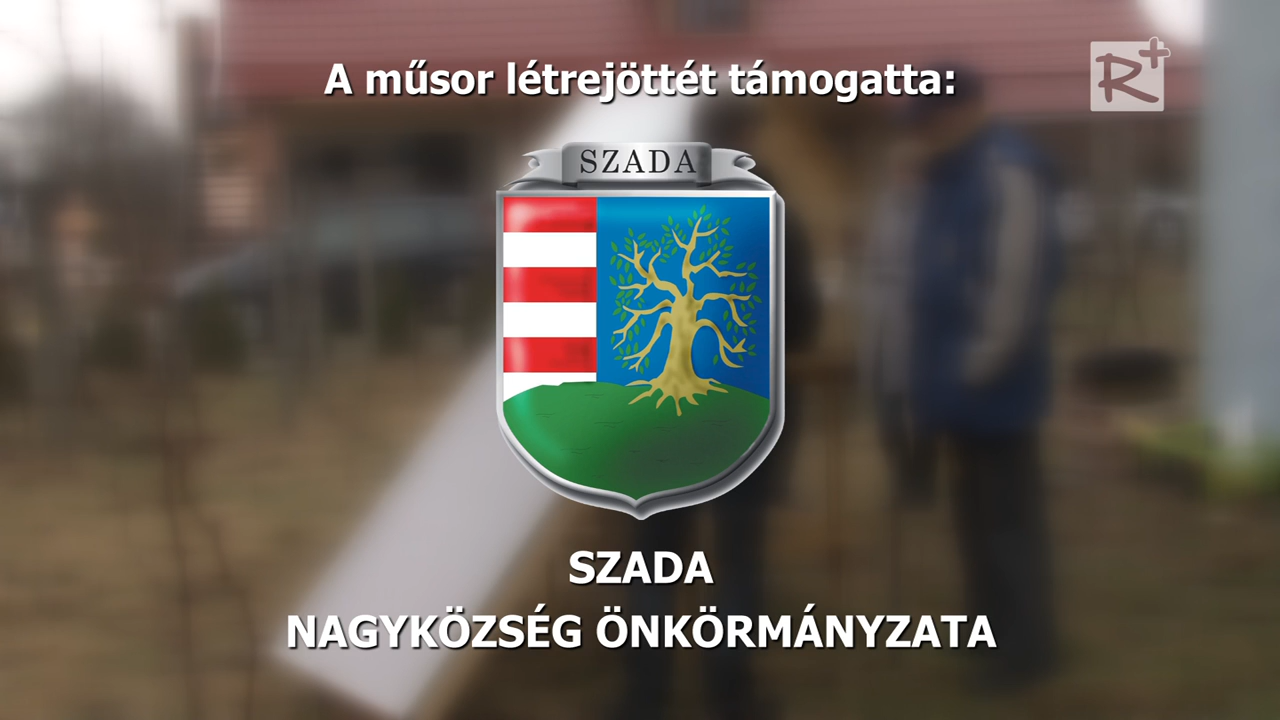 A műsor létrejöttét támogatta:
R+
SZADA
SZADA
NAGYKÖZSÉG ÖNKÖRMÁNYZATA